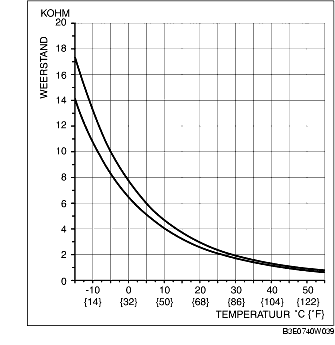 KOHM
20
18
16
14
12
10
8
6
4
2
0
WEERSTAND
-10 0 10 20 30 40 50
{14} {32} {50} {68} {86} {104} {122}
TEMPERATUUR °C {°F}
B3E0740W039